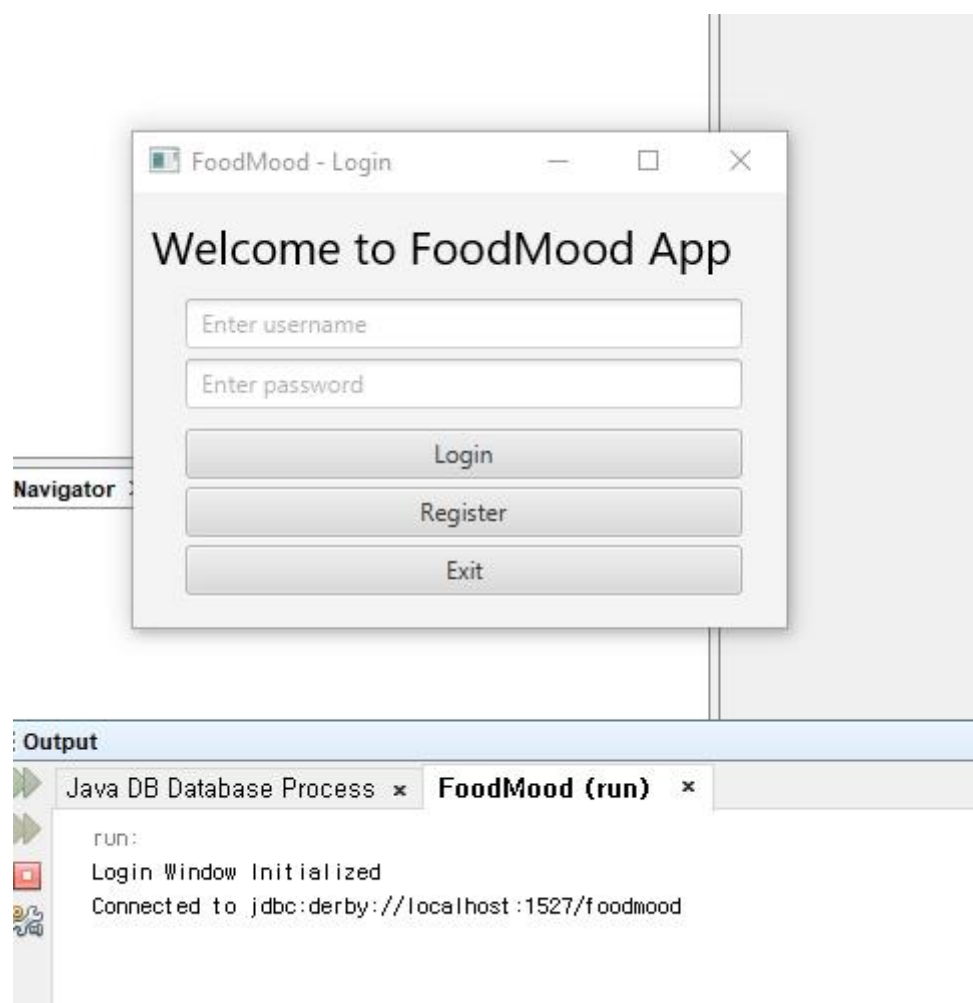 FoodMood - Login
Welcome to FoodMood App
Enter username
Enter password
Login
Register
Exit
Navigator
Output
Java DB Database Process × FoodMood (run) ×
run:
Login Window Initialized
Connected to jdbc:derby://localhost:1527/foodmood